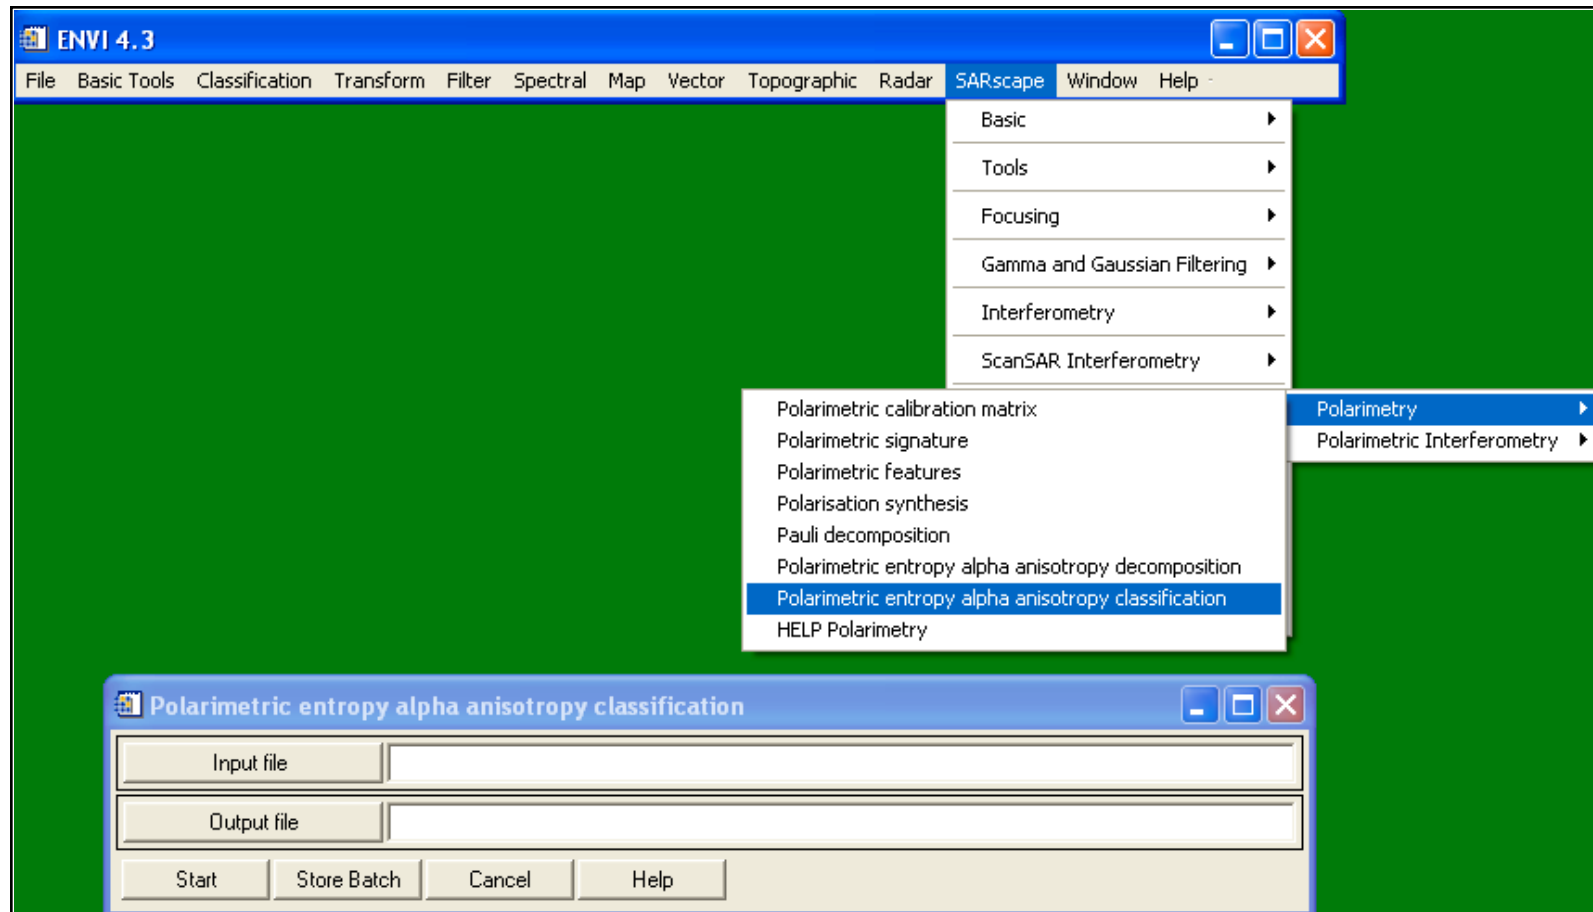 ENVI 4.3
File Basic Tools Classification Transform Filter Spectral Map Vector Topographic Radar SARscape Window Help
Basic
Tools
Focusing
Gamma and Gaussian Filtering
Interferometry
ScanSAR Interferometry
Polarimetry
Polarimetric Interferometry
Polarimetric calibration matrix
Polarimetric signature
Polarimetric features
Polarisation synthesis
Pauli decomposition
Polarimetric entropy alpha anisotropy decomposition
Polarimetric entropy alpha anisotropy classification
HELP Polarimetry
Polarimetric entropy alpha anisotropy classification
Input file
Output file
Start Store Batch Cancel Help